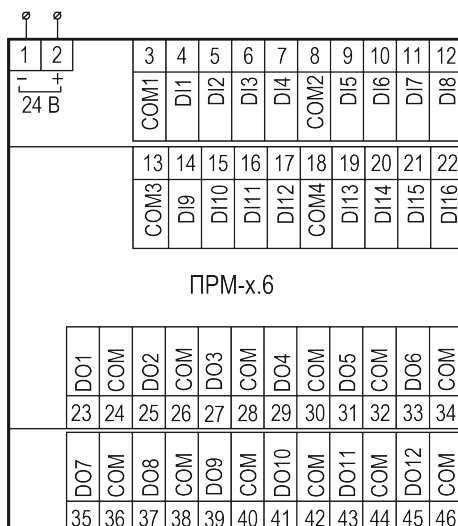 1 2 3 4 5 6 7 8 9 10 11 12
- +
24 В
COM1 DI1 DI2 DI3 DI4 COM2 DI5 DI6 DI7 DI8
13 14 15 16 17 18 19 20 21 22
COM3 DI9 DI10 DI11 DI12 COM4 DI13 DI14 DI15 DI16
ПРМ-х.6
DO1 COM DO2 COM DO3 COM DO4 COM DO5 COM DO6 COM
23 24 25 26 27 28 29 30 31 32 33 34
DO7 COM DO8 COM DO9 COM DO10 COM DO11 COM DO12 COM
35 36 37 38 39 40 41 42 43 44 45 46